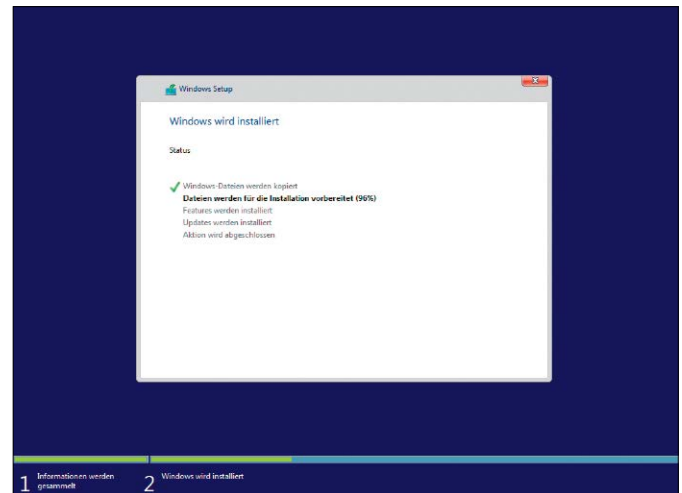 Windows Setup
Windows wird installiert
Status
Windows-Dateien werden kopiert
Dateien werden für die Installation vorbereitet (96%)
Features werden installiert
Updates werden installiert
Aktion wird abgeschlossen
1 Informationen werden
gesammelt
2 Windows wird installiert